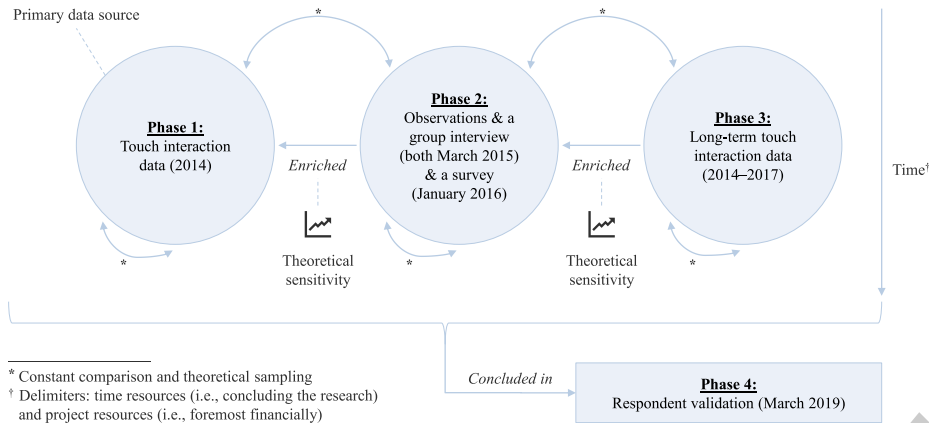 Primary data source
*
*
Phase 1:
Touch interaction
data (2014)
Phase 2:
Observations & a
group interview
(both March 2015)
& a survey
(January 2016)
Phase 3:
Long-term touch
interaction data
(2014–2017)
Enriched
Enriched
Time†
*
*
*
Theoretical
sensitivity
Theoretical
sensitivity
* Constant comparison and theoretical sampling
† Delimiters: time resources (i.e., concluding the research)
and project resources (i.e., foremost financially)
Concluded in
Phase 4:
Respondent validation (March 2019)